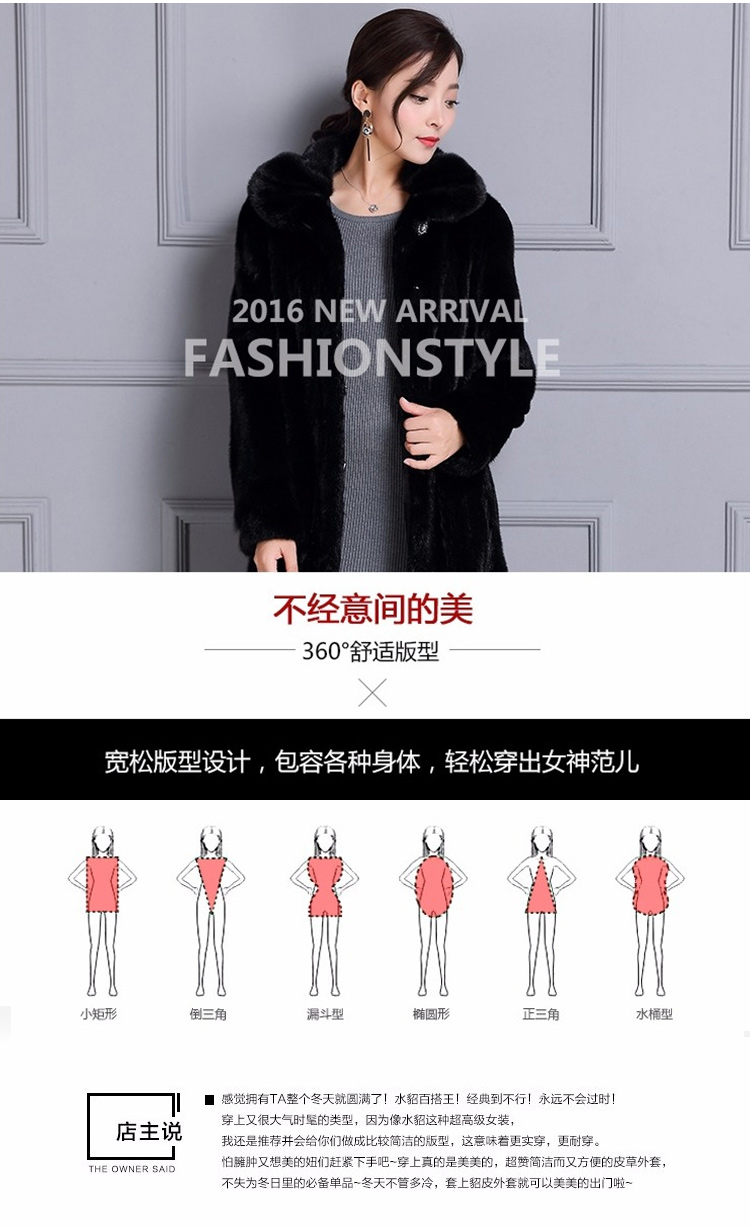 2016 NEW ARRIVAL
FASHIONSTYLE
不经意间的美
360°舒适版型
宽松版型设计，包容各种身体，轻松穿出女神范儿
小矩形 倒三角 漏斗型 椭圆形 正三角 水桶型
店主说
THE OWNER SAID
感觉拥有TA整个冬天就圆满了！水貂百搭王！经典到不行！永远不会过时！
穿上又很大气时髦的类型，因为像水貂这种超高级女装，
我还是推荐并会给你们做成比较简洁的版型，这意味着更实穿，更耐穿。
怕臃肿又想美的妞们赶紧下手吧~穿上真的是美美的，超赞简洁而又方便的皮草外套，
不失为冬日里的必备单品~冬天不管多冷，套上貂皮外套就可以美美的出门啦~